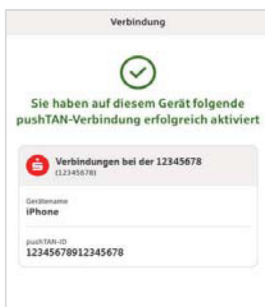 Verbindung
Sie haben auf diesem Gerät folgende
pushTAN-Verbindung erfolgreich aktiviert
Verbindungen bei der 12345678
(12345678)
Gerätename
iPhone
pushTAN-ID
12345678912345678